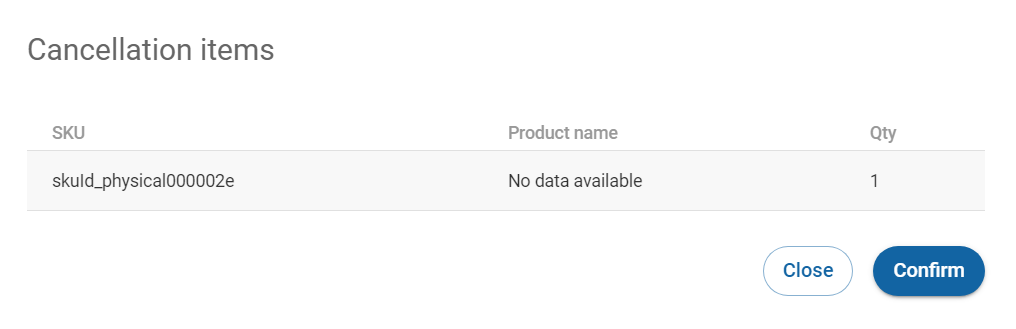 Cancellation items
SKU Product name Qty
skuId_physical000002e No data available 1
Close Confirm